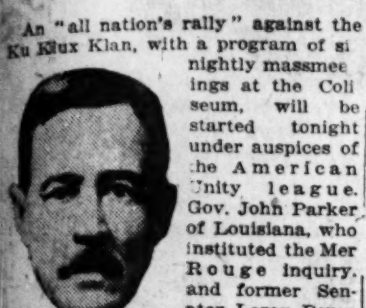 An "all nation's rally" against the
Ku Klux Klan, with a program of si
nightly massmee
ings at the Coli
seum, will be
started tonight
under auspices of
he American
Unity league.
Gov. John Parker
of Louisiana, who
instituted the Mer
Rouge inquiry.
and former Sen-